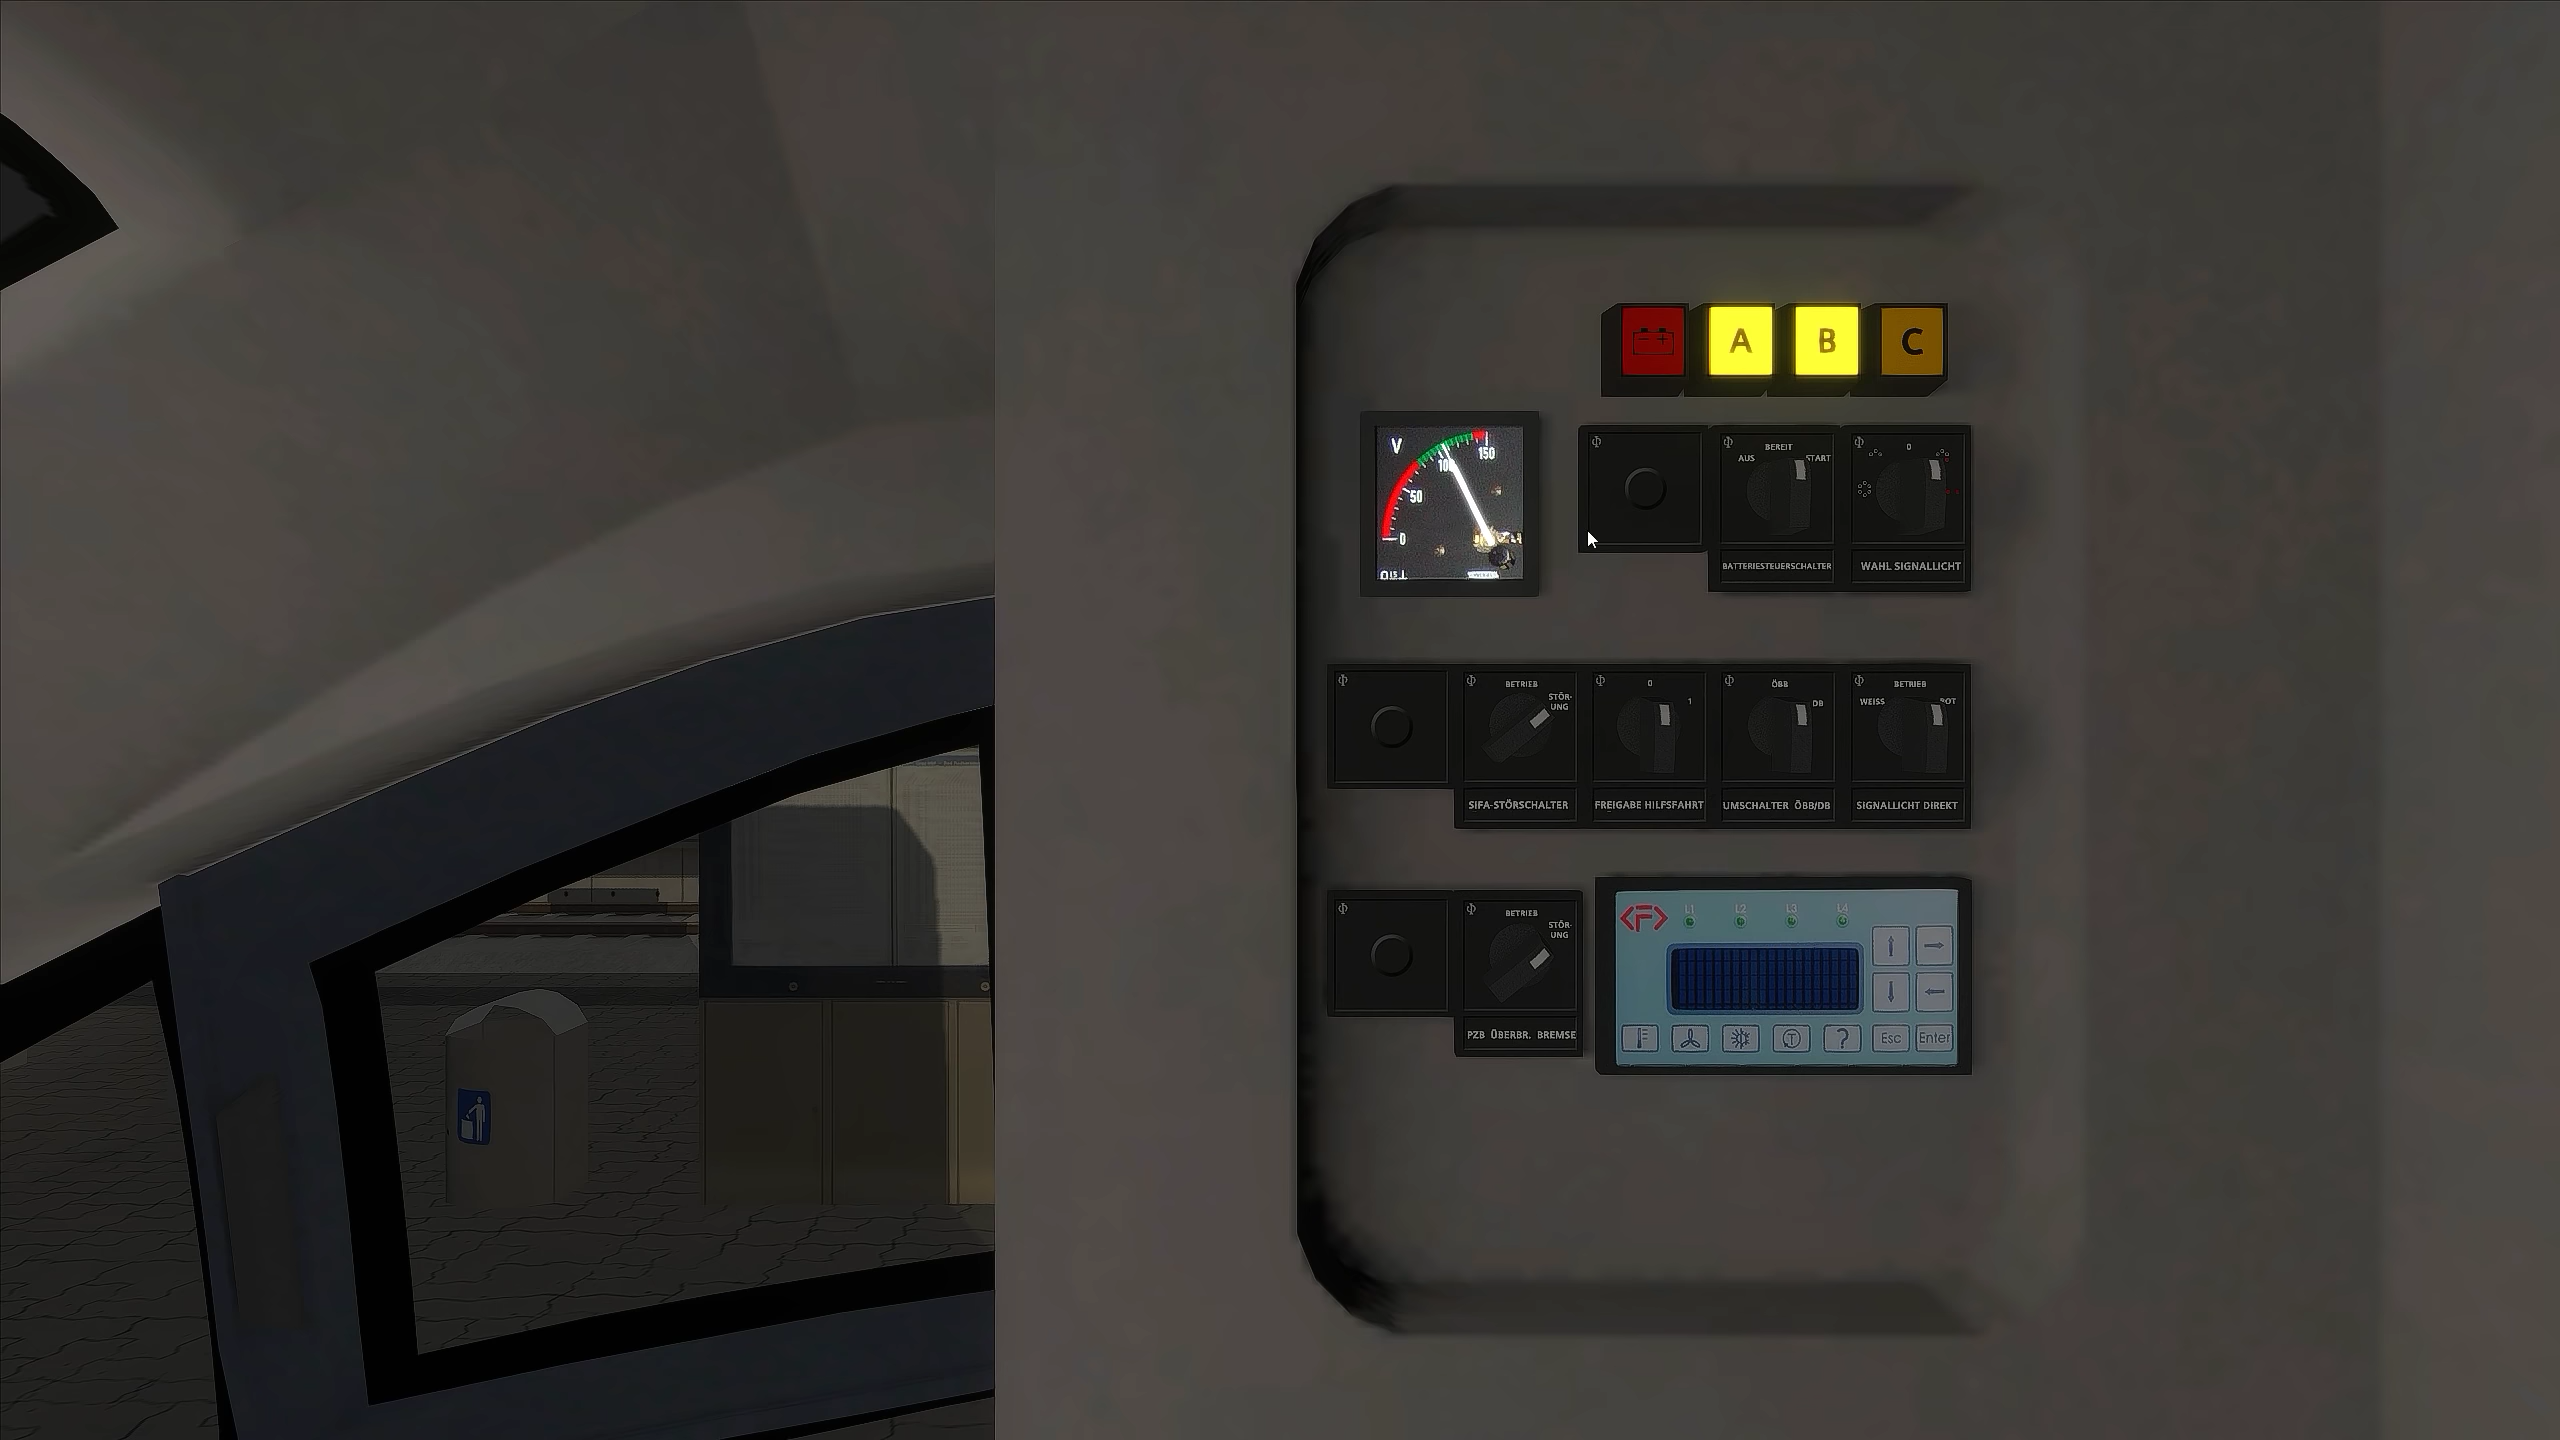 A B C
V
0 50 100 150
AUS BEREIT START
0
BATTERIESTEUERSCHALTER
WAHL SIGNALLICHT
BETRIEB
STÖR-
UNG
0
1
ÖBB
DB
BETRIEB
WEISS ROT
SIFA-STÖRSCHALTER
FREIGABE HILFSFAHRT
UMSCHALTER ÖBB/DB
SIGNALLICHT DIREKT
BETRIEB
STÖR-
UNG
PZB ÜBERBR. BREMSE
<F>
L1 L2 L3 L4
T ? Esc Enter